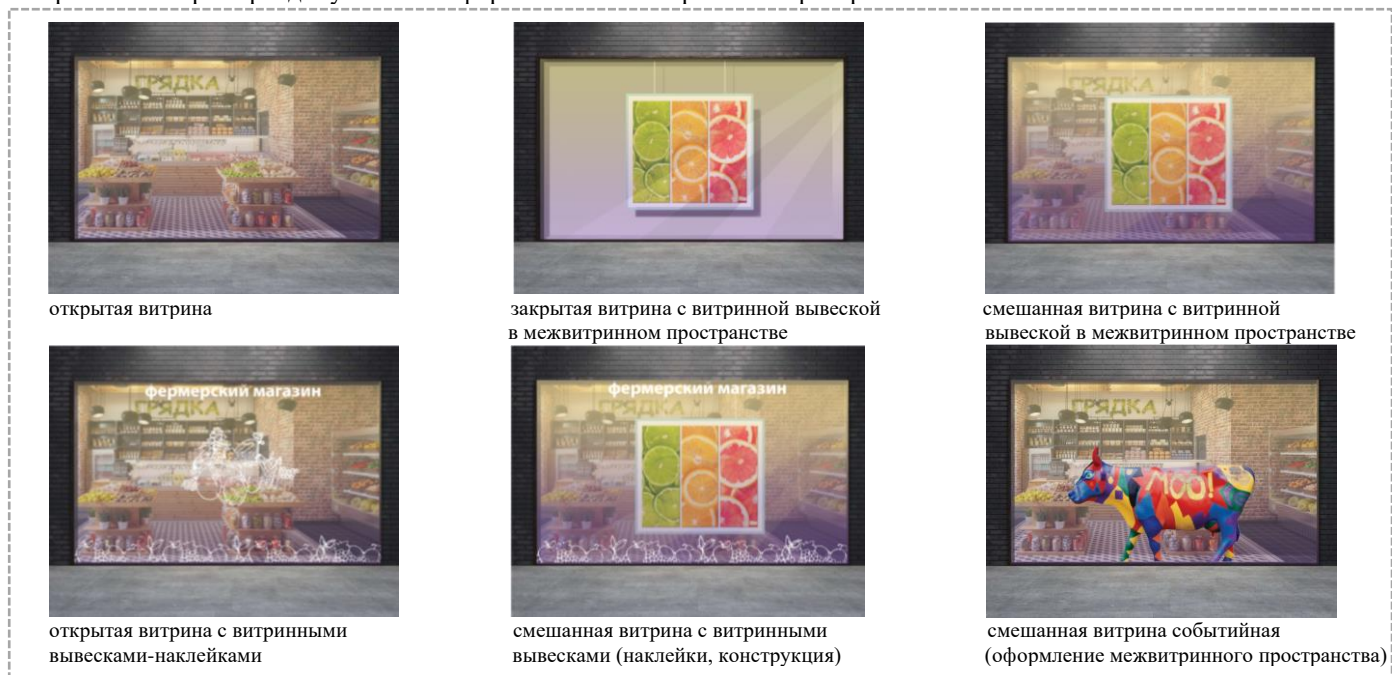 ГРЯДКА
ГРЯДКА
открытая витрина
закрытая витрина с витринной вывеской
в межвитринном пространстве
смешанная витрина с витринной
вывеской в межвитринном пространстве
фермерский магазин
ГРЯДКА
фермерский магазин
ГРЯДКА
ГРЯДКА
MOO!
открытая витрина с витринными
вывесками-наклейками
смешанная витрина с витринными
вывесками (наклейки, конструкция)
смешанная витрина событийная
(оформление межвитринного пространства)